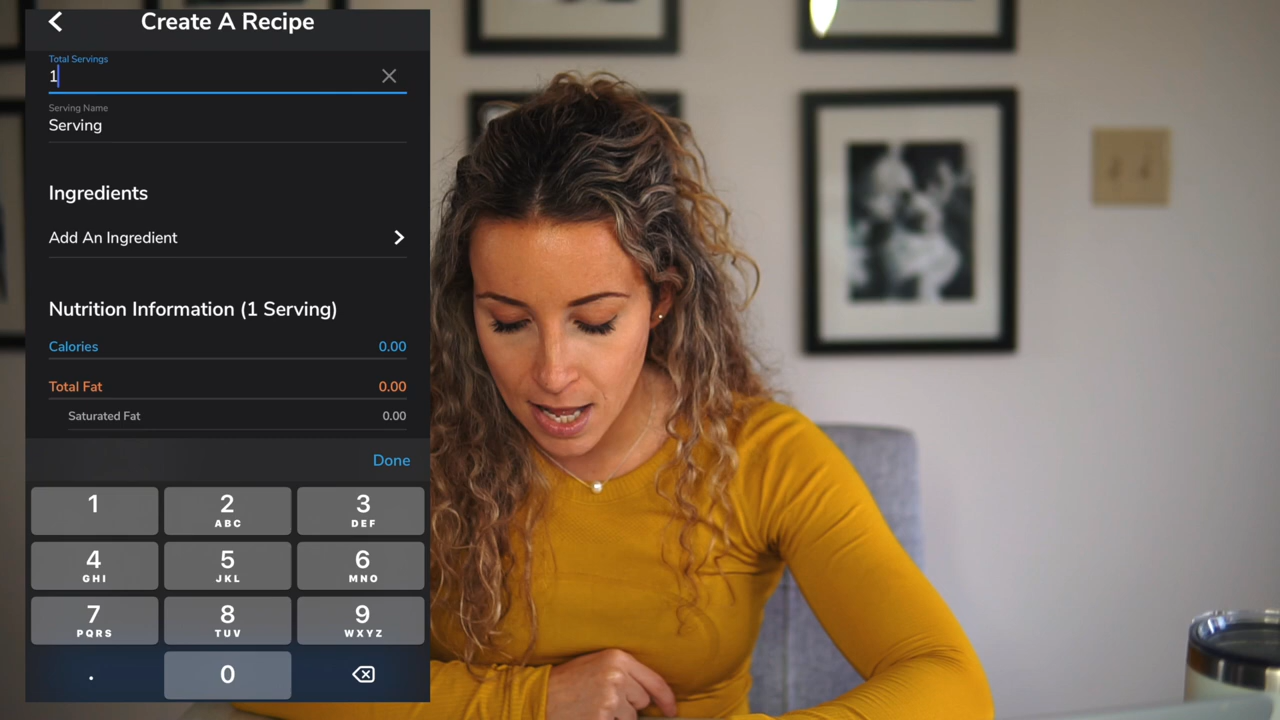 Create A Recipe
Total Servings
1
Serving Name
Serving
Ingredients
Add An Ingredient
Nutrition Information (1 Serving)
Calories 0.00
Total Fat 0.00
Saturated Fat 0.00
Done
1 2 3
ABC DEF
4 5 6
GHI JKL MNO
7 8 9
PQRS TUV WXYZ
. 0